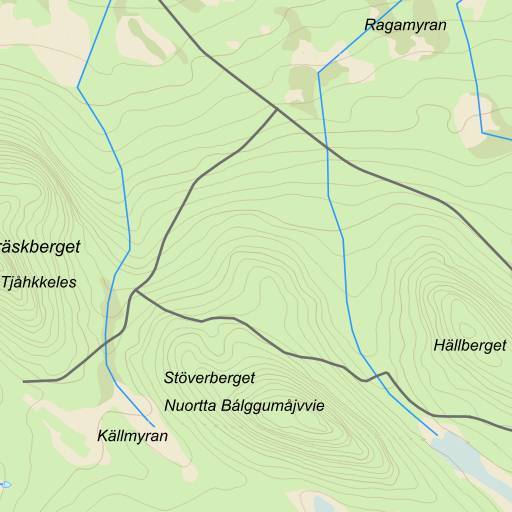 Ragamyran
räskberget
Tjåhkkeles
Hällberget
Stöverberget
Nuortta Bálggumåjvvie
Källmyran